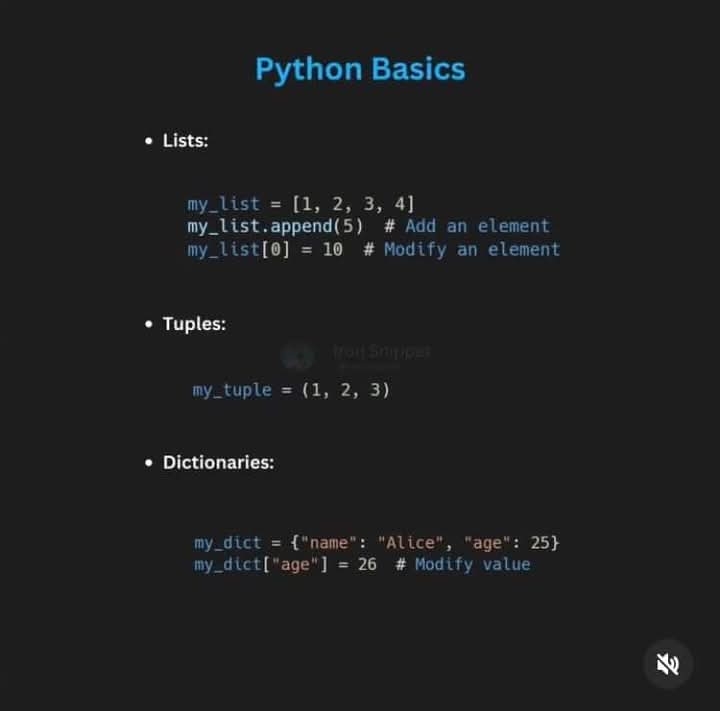 Python Basics
• Lists:
my_list = [1, 2, 3, 4]
my_list.append(5)  # Add an element
my_list[0] = 10  # Modify an element
• Tuples:
Iron Snippet
my_tuple = (1, 2, 3)
• Dictionaries:
my_dict = {"name": "Alice", "age": 25}
my_dict["age"] = 26  # Modify value